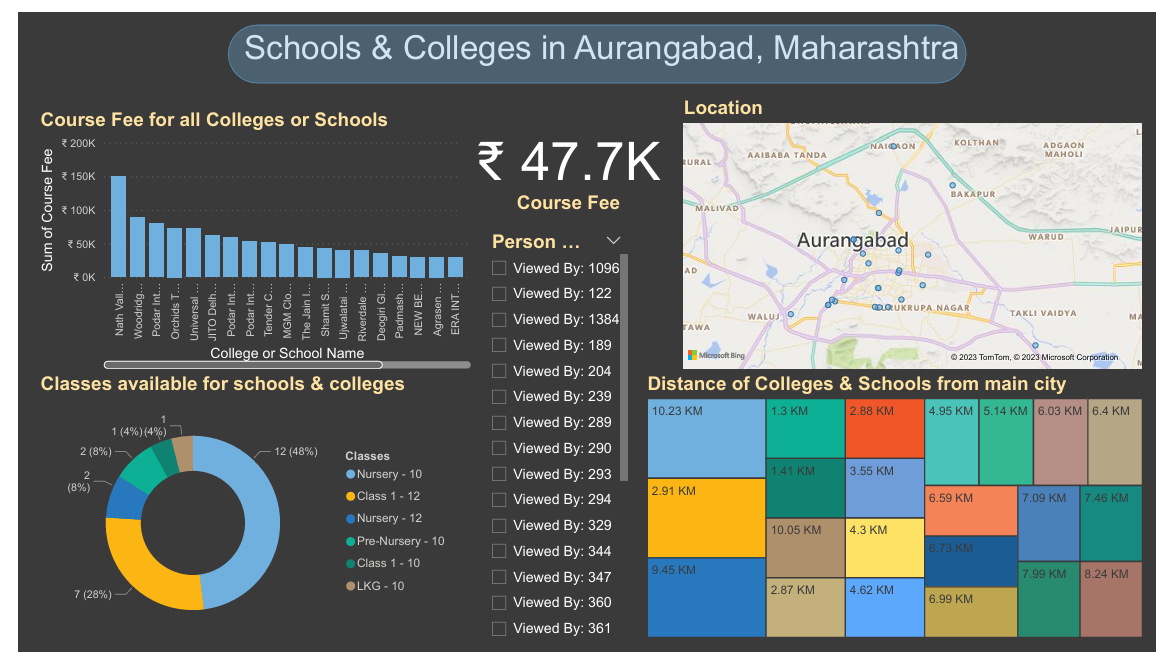 Schools & Colleges in Aurangabad, Maharashtra
Course Fee for all Colleges or Schools
Sum of Course Fee
₹ 200K
₹ 150K
₹ 100K
₹ 50K
₹ 0K
Nath Vall...
Woodridg...
Podar Int...
Orchids T...
Universal ...
JITO Delh...
Podar Int...
Podar Int...
Tender C...
MGM Clo...
The Jain I...
Shamit S...
Ujwalatai ...
Riverdale ...
Deogiri Gl...
Padmash...
NEW BE...
Agrasen ...
ERA INT...
College or School Name
₹ 47.7K
Course Fee
Person ...
Viewed By: 1096
Viewed By: 122
Viewed By: 1384
Viewed By: 189
Viewed By: 204
Viewed By: 239
Viewed By: 289
Viewed By: 290
Viewed By: 293
Viewed By: 294
Viewed By: 329
Viewed By: 344
Viewed By: 347
Viewed By: 360
Viewed By: 361
Location
RURAL
AAIBABA TANDA
NAIGAON
KOLTHAN
ADGAON
MAHOLI
BAKAPUR
MALIVAD
Aurangabad
WARUD
JAIPUR
AD
GURUKRUPA NAGAR
TAKLI VAIDYA
TAWA
WALUJ
MA
Microsoft Bing
© 2023 TomTom, © 2023 Microsoft Corporation
Classes available for schools & colleges
1
1 (4%)
(4%)
2 (8%)
2
(8%)
12 (48%)
7 (28%)
Classes
Nursery - 10
Class 1 - 12
Nursery - 12
Pre-Nursery - 10
Class 1 - 10
LKG - 10
Distance of Colleges & Schools from main city
10.23 KM
2.91 KM
9.45 KM
1.3 KM
1.41 KM
10.05 KM
2.87 KM
2.88 KM
3.55 KM
4.3 KM
4.62 KM
4.95 KM
5.14 KM
6.03 KM
6.4 KM
6.59 KM
6.73 KM
6.99 KM
7.09 KM
7.46 KM
7.99 KM
8.24 KM